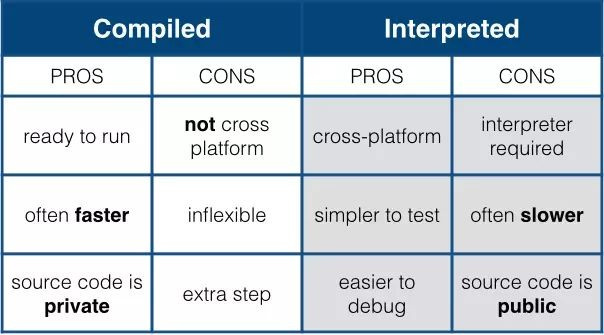 Compiled Interpreted
PROS CONS PROS CONS
ready to run
not cross
platform
cross-platform
interpreter
required
often faster
inflexible
simpler to test
often slower
source code is
private
extra step
easier to
debug
source code is
public